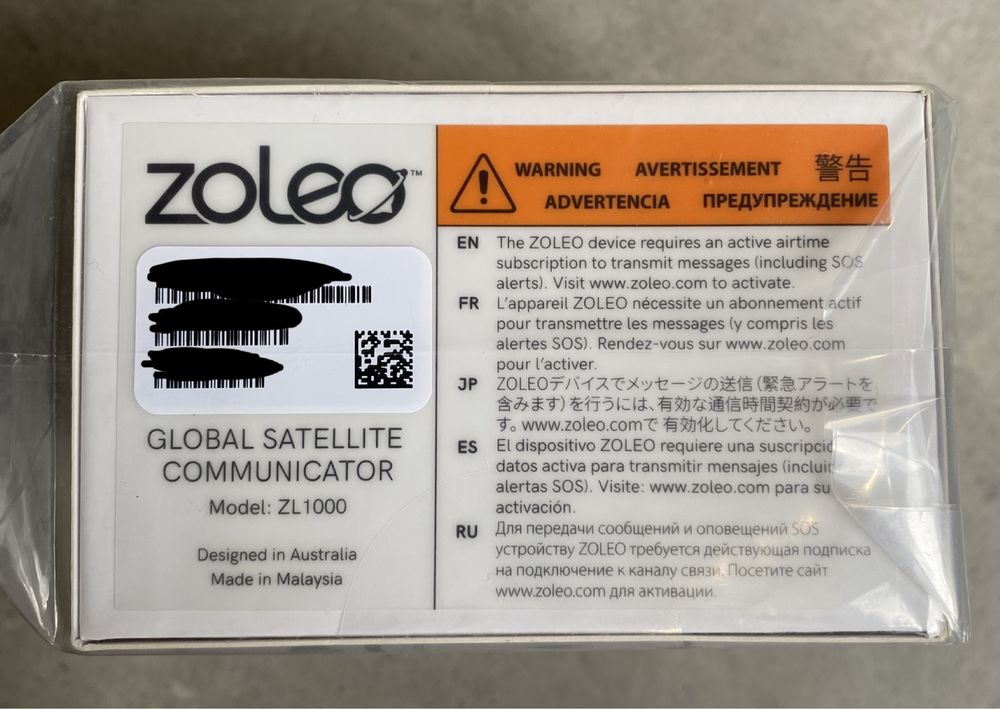 zoleo™
GLOBAL SATELLITE
COMMUNICATOR
Model: ZL1000
Designed in Australia
Made in Malaysia
WARNING AVERTISSEMENT 警告
ADVERTENCIA ПРЕДУПРЕЖДЕНИЕ
EN The ZOLEO device requires an active airtime
subscription to transmit messages (including SOS
alerts). Visit www.zoleo.com to activate.
FR L'appareil ZOLEO nécessite un abonnement actif
pour transmettre les messages (y compris les
alertes SOS). Rendez-vous sur www.zoleo.com
pour l'activer.
JP ZOLEOデバイスでメッセージの送信(緊急アラートを
含みます)を行うには、有効な通信時間契約が必要で
す。www.zoleo.comで 有効化してください。
ES El dispositivo ZOLEO requiere una
datos activa para transmitir mensajes
alertas SOS). Visite: www.zoleo.com para su
activación.
RU Для передачи сообщений и оповещений SOS
устройству ZOLEO требуется действующая подписка
на подключение к каналу связи. Посетите сайт
www.zoleo.com для активации.